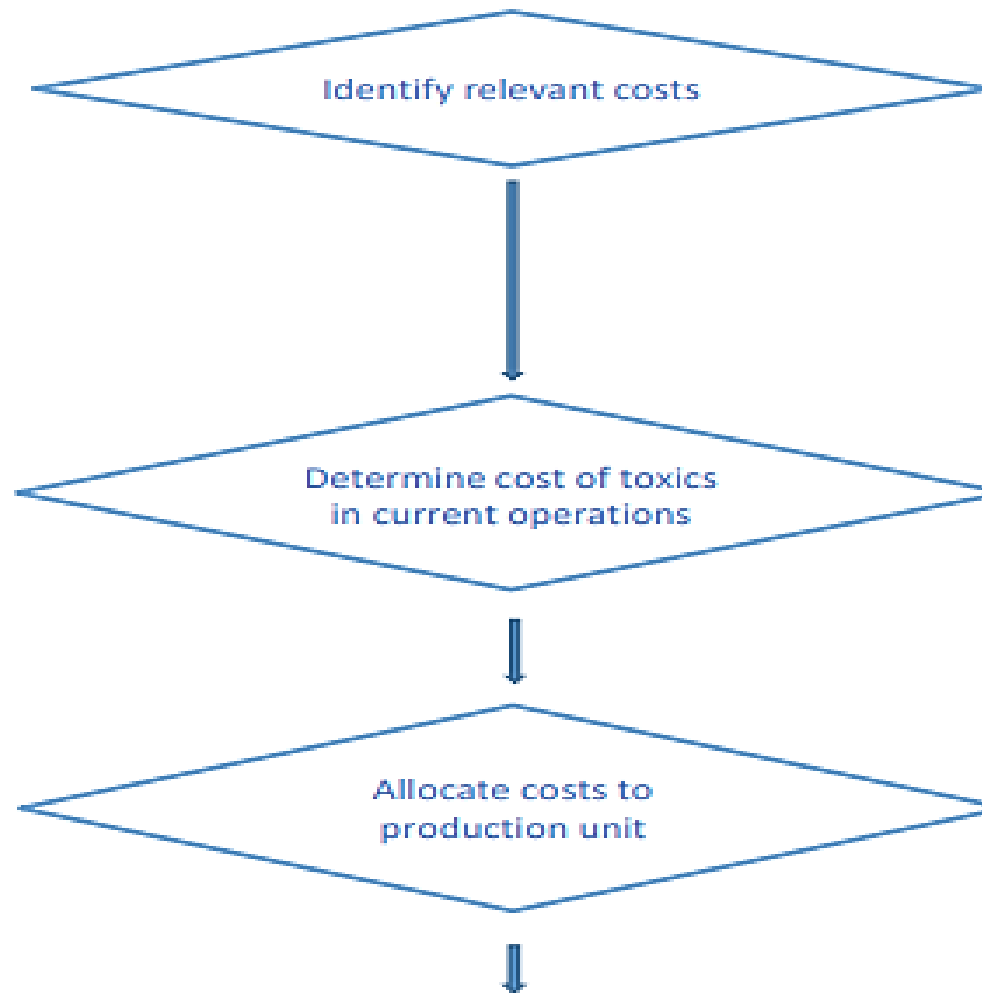 Identify relevant costs
Determine cost of toxics
in current operations
Allocate costs to
production unit